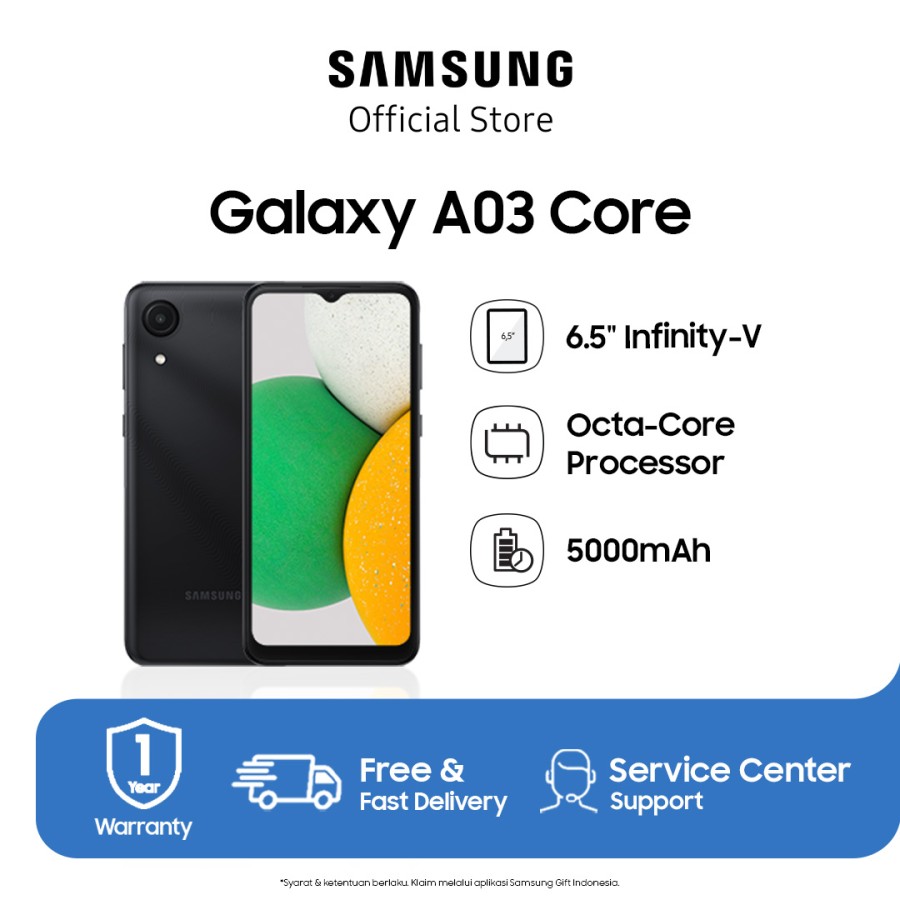 SAMSUNG
Official Store
Galaxy A03 Core
6,5"
6.5" Infinity-V
Octa-Core
Processor
5000mAh
SAMSUNG
1
Year
Warranty
Free &
Fast Delivery
Service Center
Support
*Syarat & ketentuan berlaku. Klaim melalui aplikasi Samsung Gift Indonesia.